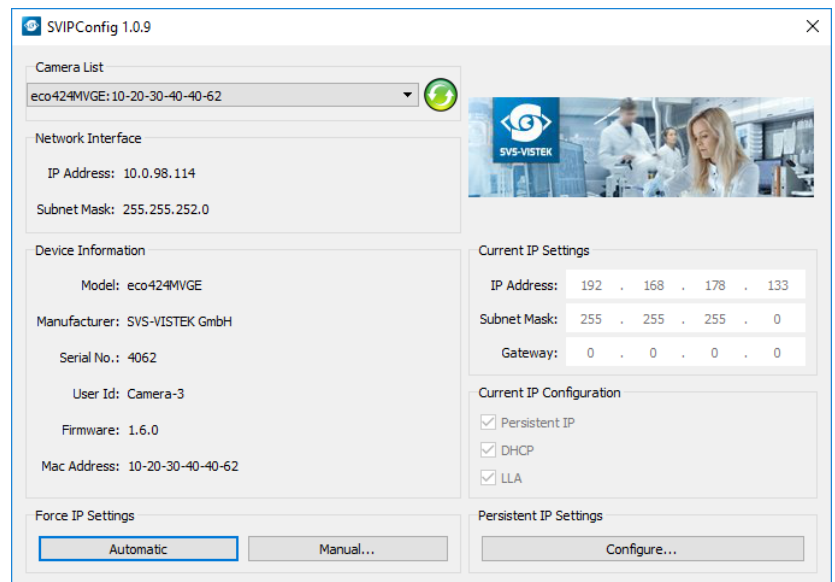 SVIPConfig 1.0.9
Camera List
eco424MVGE:10-20-30-40-40-62
SVS-VISTEK
Network Interface
IP Address: 10.0.98.114
Subnet Mask: 255.255.252.0
Device Information
Model: eco424MVGE
Manufacturer: SVS-VISTEK GmbH
Serial No.: 4062
User Id: Camera-3
Firmware: 1.6.0
Mac Address: 10-20-30-40-40-62
Current IP Settings
IP Address: 192 . 168 . 178 . 133
Subnet Mask: 255 . 255 . 255 . 0
Gateway: 0 . 0 . 0 . 0
Current IP Configuration
Persistent IP
DHCP
LLA
Force IP Settings
Automatic Manual...
Persistent IP Settings
Configure...